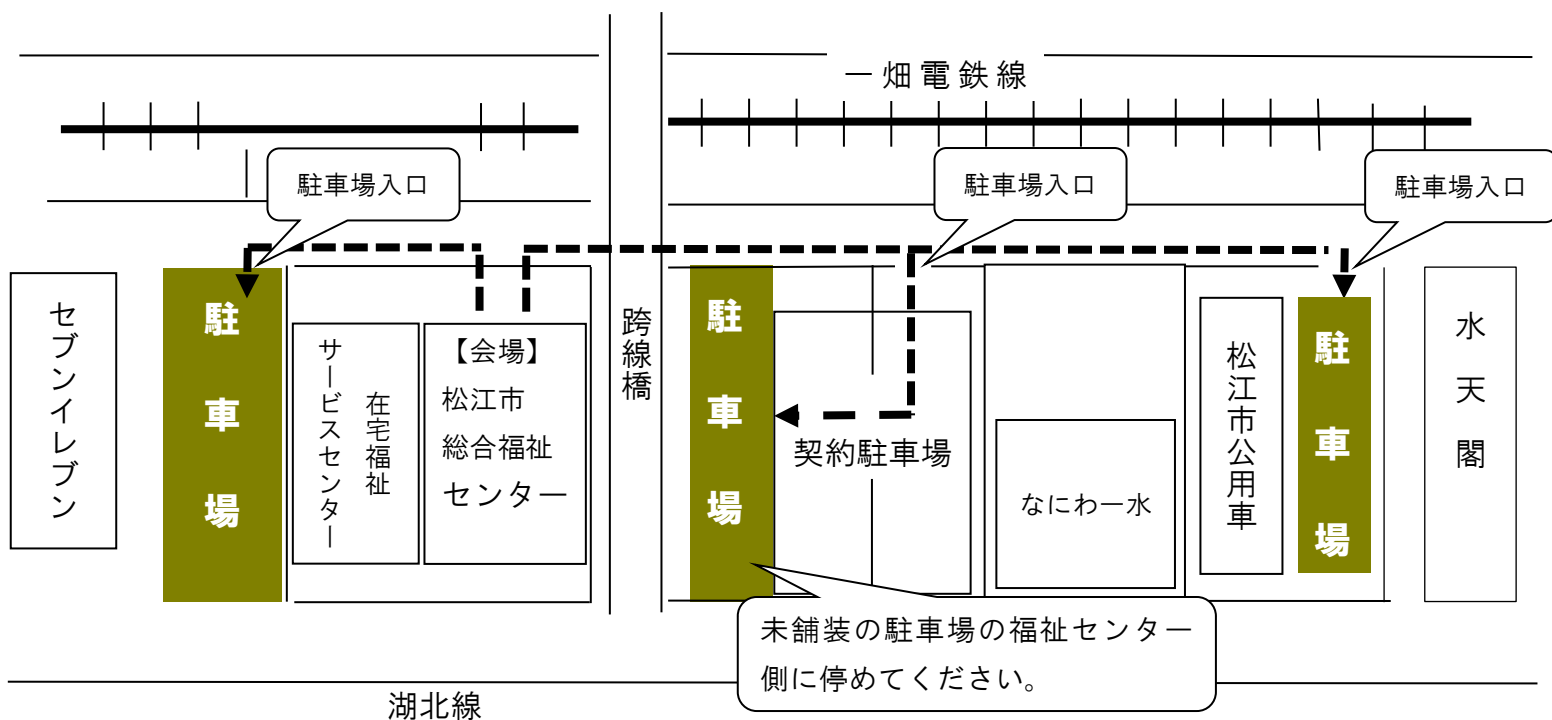 一畑電鉄線
駐車場入口
駐車場入口
駐車場入口
セブンイレブン
駐車場
在宅福祉
サービスセンター
【会場】
松江市
総合福祉
センター
跨線橋
駐車場
契約駐車場
なにわ一水
松江市公用車
駐車場
水天閣
未舗装の駐車場の福祉センター
側に停めてください。
湖北線